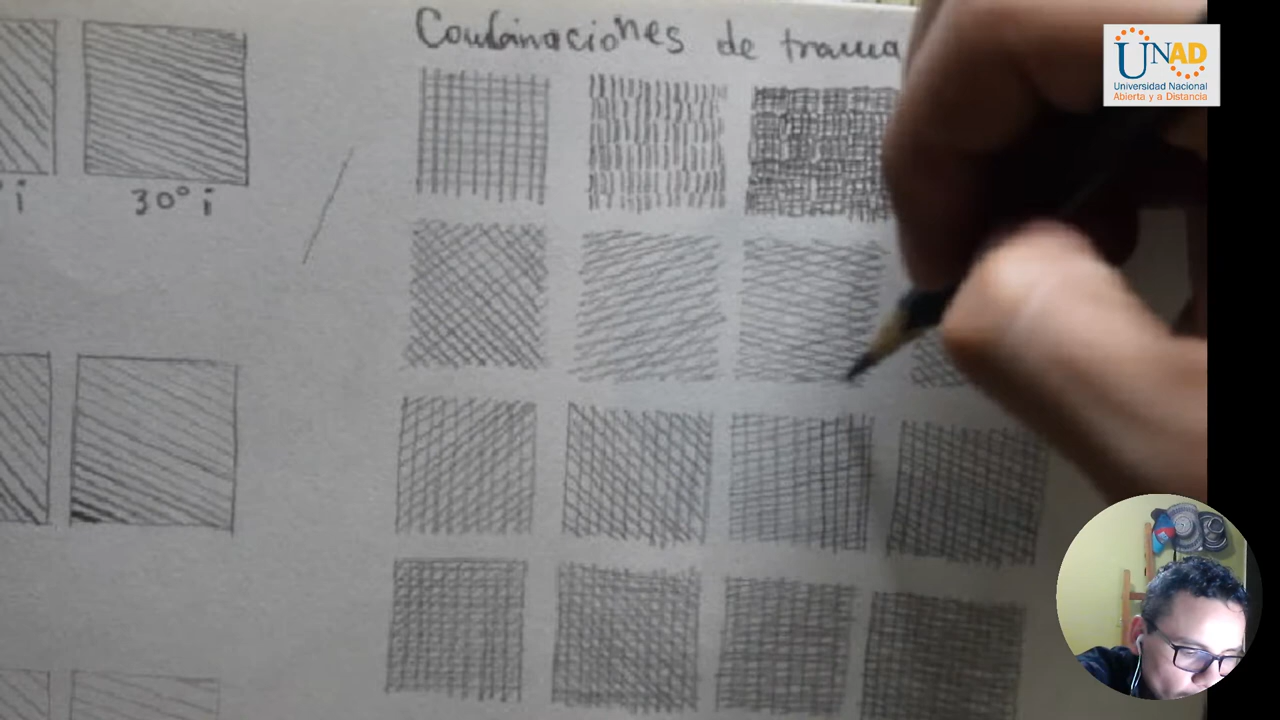 Combinaciones de trama
UNAD
Universidad Nacional
Abierta y a Distancia
30° i
° i